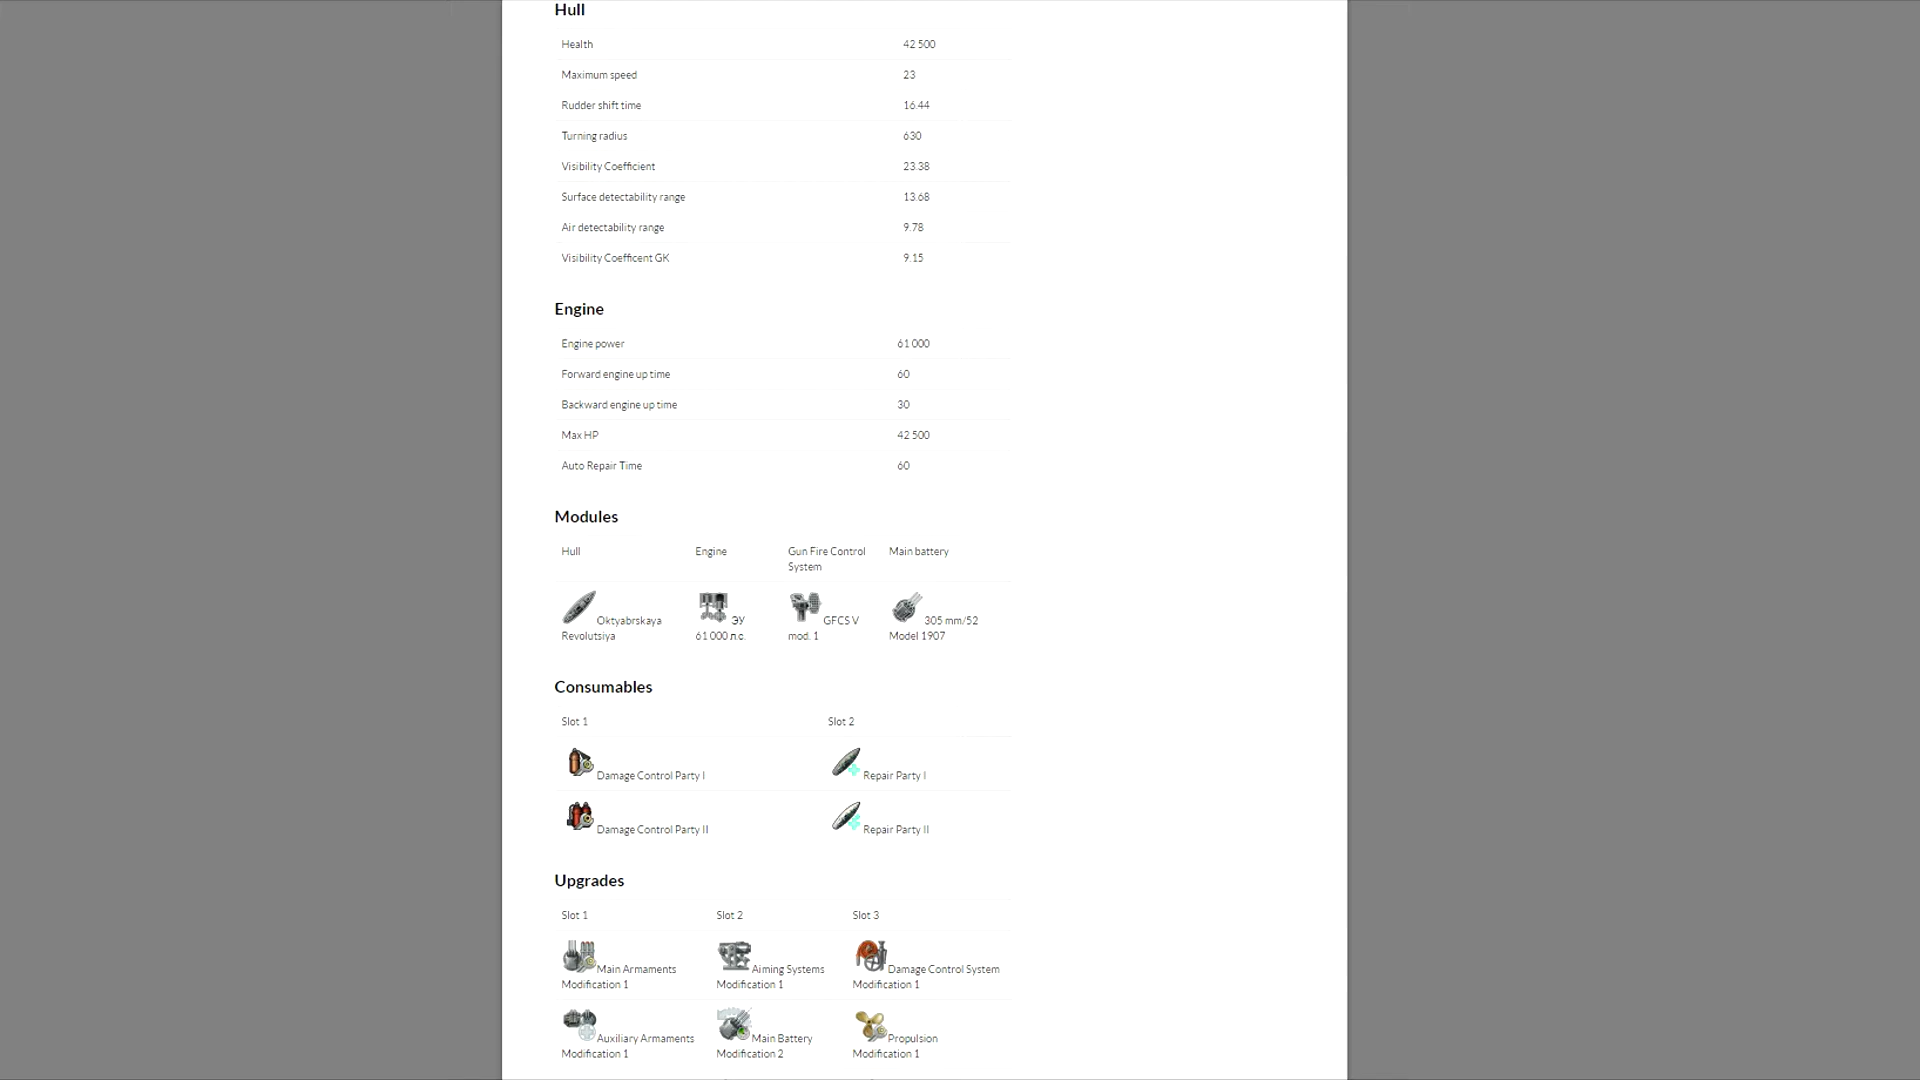 Hull
Health 42 500
Maximum speed 23
Rudder shift time 16.44
Turning radius 630
Visibility Coefficient 23.38
Surface detectability range 13.68
Air detectability range 9.78
Visibility Coefficent GK 9.15
Engine
Engine power 61 000
Forward engine up time 60
Backward engine up time 30
Max HP 42 500
Auto Repair Time 60
Modules
Hull Engine Gun Fire Control Main battery
System
Oktyabrskaya ЭУ GFCS V 305 mm/52
Revolutsiya 61 000 л.с. mod. 1 Model 1907
Consumables
Slot 1 Slot 2
Damage Control Party I Repair Party I
Damage Control Party II Repair Party II
Upgrades
Slot 1 Slot 2 Slot 3
Main Armaments Aiming Systems Damage Control System
Modification 1 Modification 1 Modification 1
Auxiliary Armaments Main Battery Propulsion
Modification 1 Modification 2 Modification 1